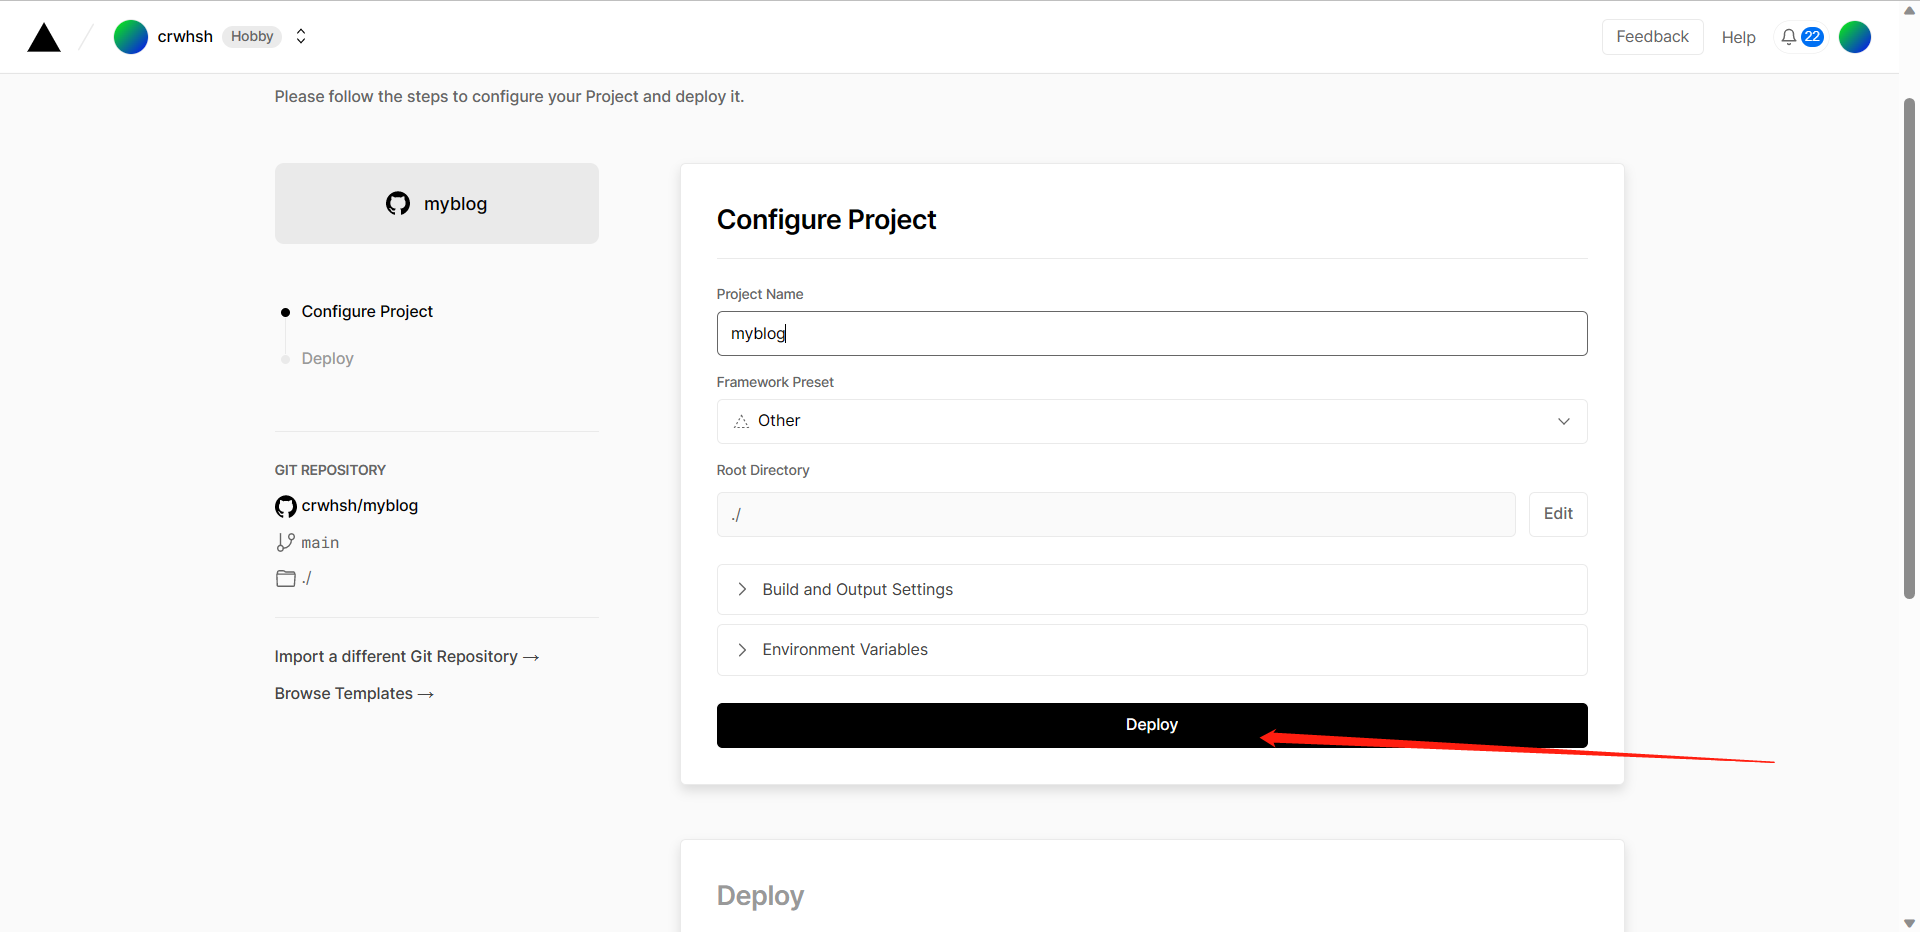 crwhsh Hobby
Feedback Help 22
Please follow the steps to configure your Project and deploy it.
myblog
Configure Project
Deploy
GIT REPOSITORY
crwhsh/myblog
main
./
Import a different Git Repository →
Browse Templates →
Configure Project
Project Name
myblog
Framework Preset
Other
Root Directory
./ Edit
Build and Output Settings
Environment Variables
Deploy
Deploy